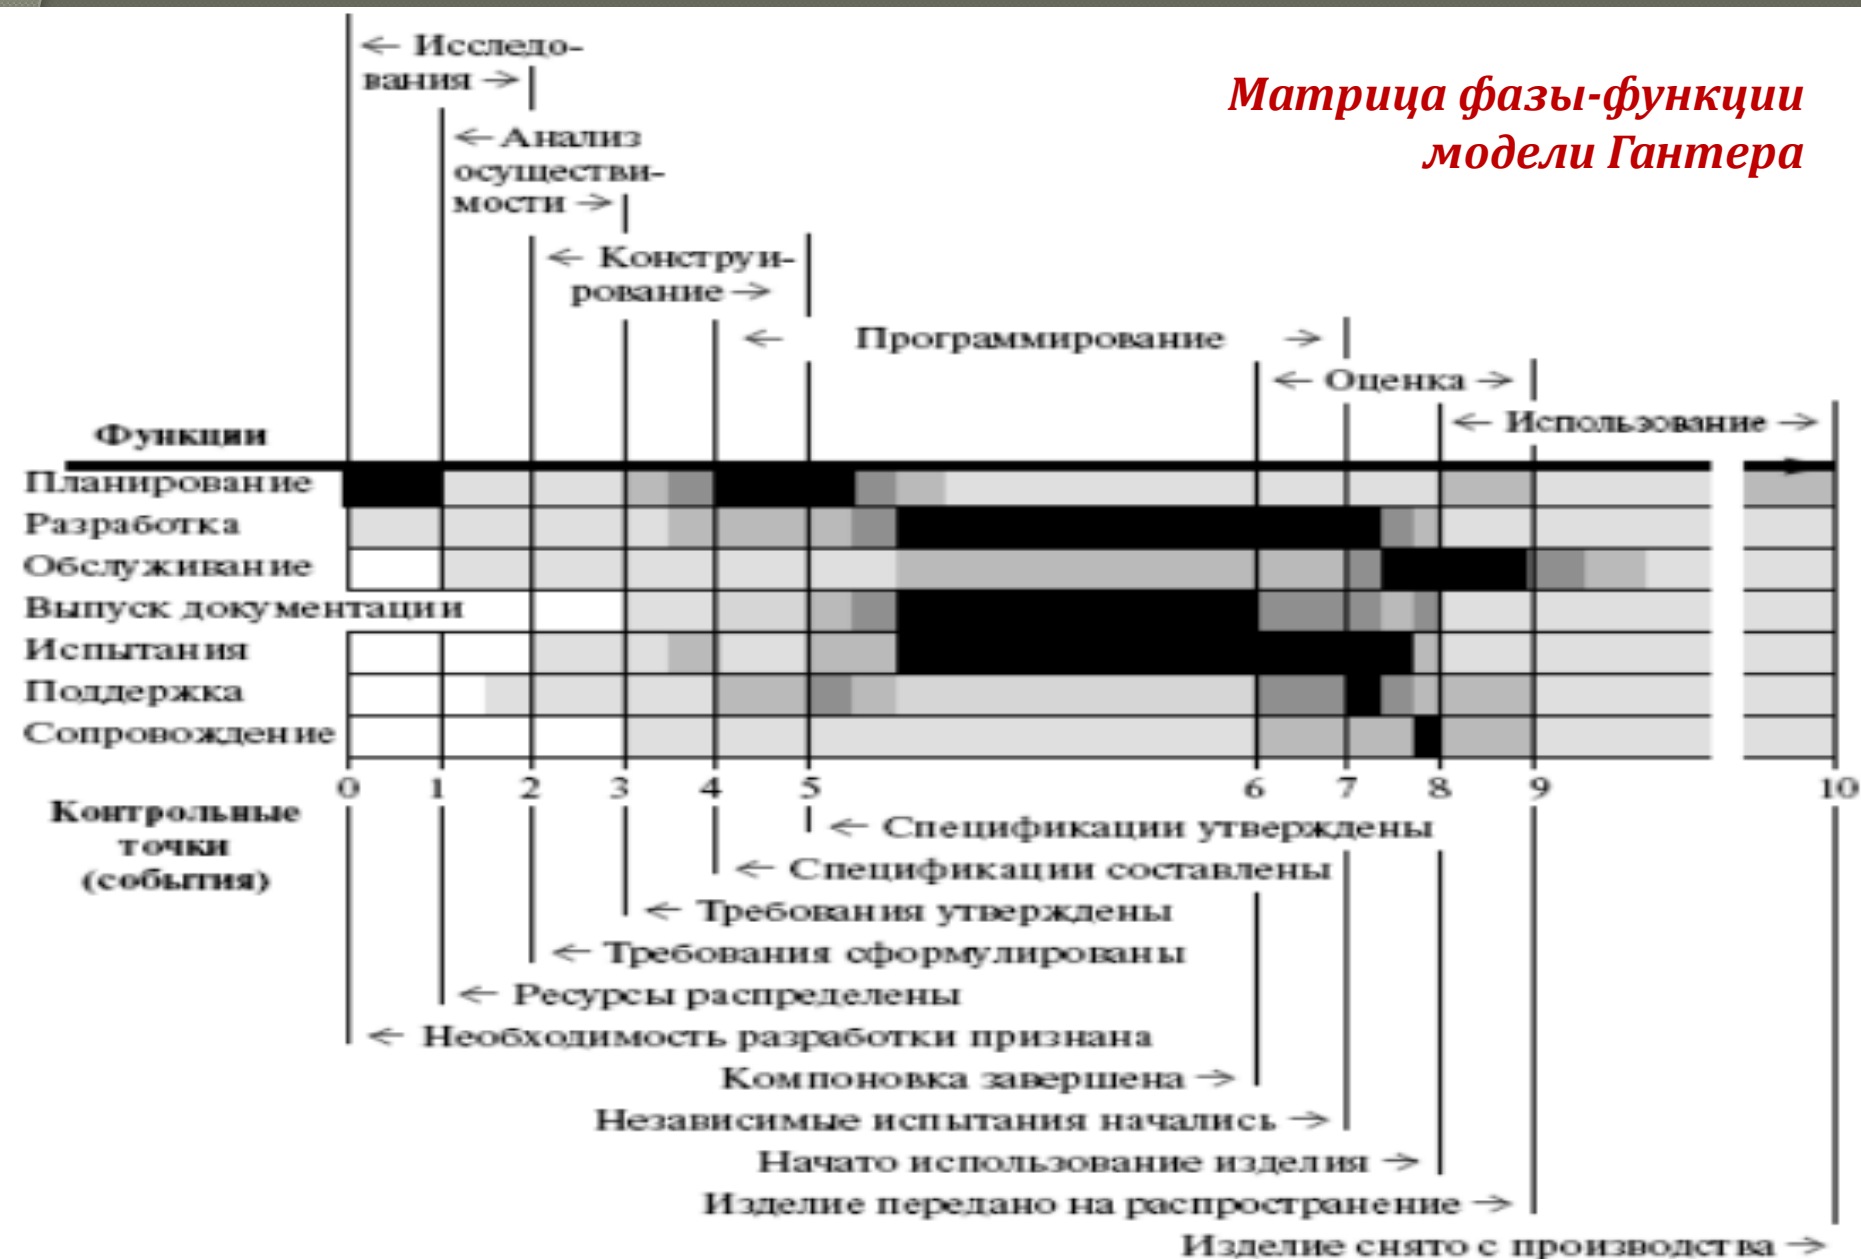 ← Исследо-
вания →
Матрица фазы-функции
модели Гантера
← Анализ
осуществи-
мости →
← Конструи-
рование →
← Программирование →
← Оценка →
← Использование →
Функции
Планирование
Разработка
Обслуживание
Выпуск документации
Испытания
Поддержка
Сопровождение
0 1 2 3 4 5 6 7 8 9 10
Контрольные
точки
(события)
← Спецификации утверждены
← Спецификации составлены
← Требования утверждены
← Требования сформулированы
← Ресурсы распределены
← Необходимость разработки признана
Компоновка завершена →
Независимые испытания начались →
Начато использование изделия →
Изделие передано на распространение →
Изделие снято с производства →